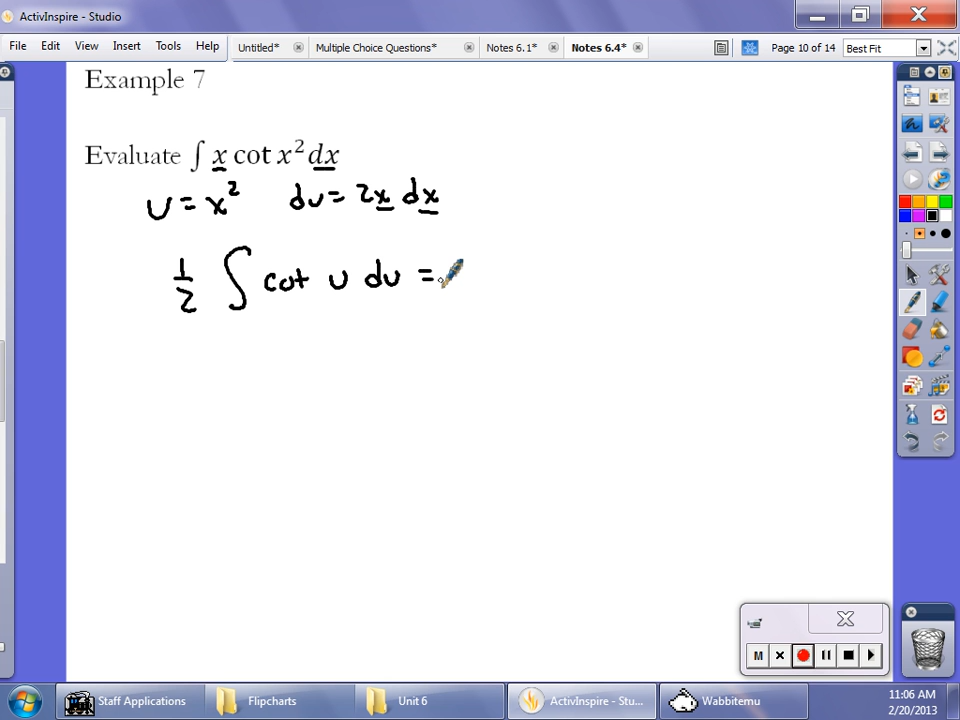 ActivInspire - Studio
File Edit View Insert Tools Help Untitled* Multiple Choice Questions* Notes 6.1* Notes 6.4* Page 10 of 14 Best Fit
Example 7
Evaluate ∫ x cot x² dx
u = x² du = 2x dx
1/2 ∫ cot u du =
M
Staff Applications Flipcharts Unit 6 ActivInspire - Stu... Wabbitemu 11:06 AM
2/20/2013